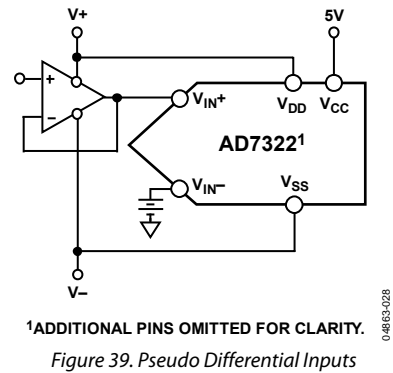 V+
5V
+
−
VIN+
VDD
VCC
AD7322¹
VIN−
VSS
V−
¹ADDITIONAL PINS OMITTED FOR CLARITY.
04863-028
Figure 39. Pseudo Differential Inputs